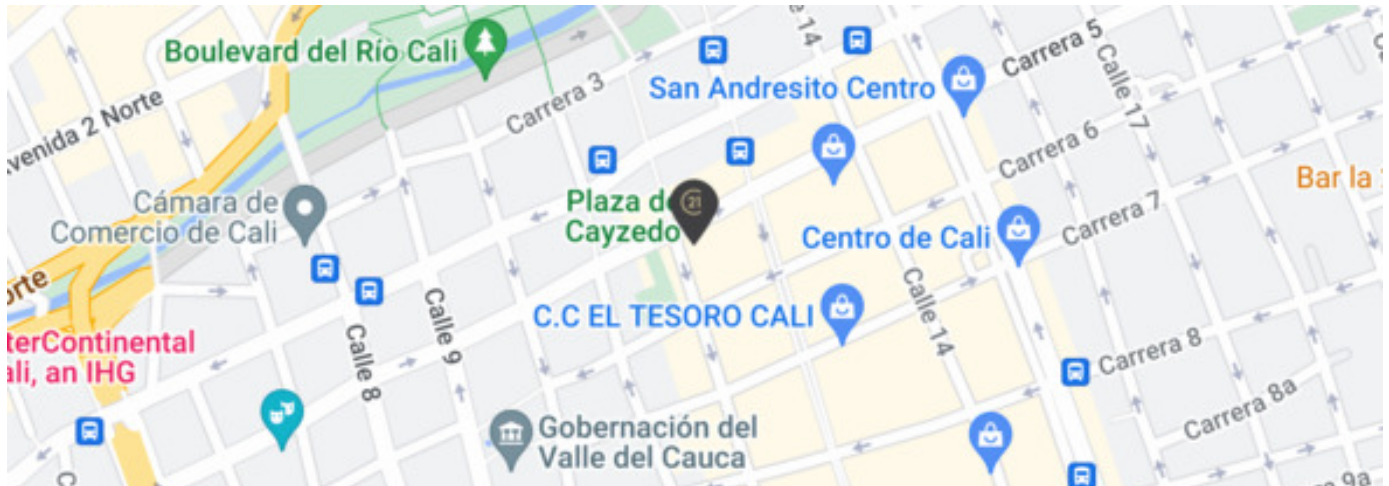 Boulevard del Río Cali
Carrera 3
Carrera 5
San Andresito Centro
Calle 17
Carrera 6
venida 2 Norte
Cámara de
Comercio de Cali
Plaza d
Cayzedo
21
Bar la
Centro de Cali
Carrera 7
orte
Calle 9
C.C EL TESORO CALI
Calle 14
terContinental
ali, an IHG
Calle 8
Carrera 8
Carrera 8a
Gobernación del
Valle del Cauca
9a